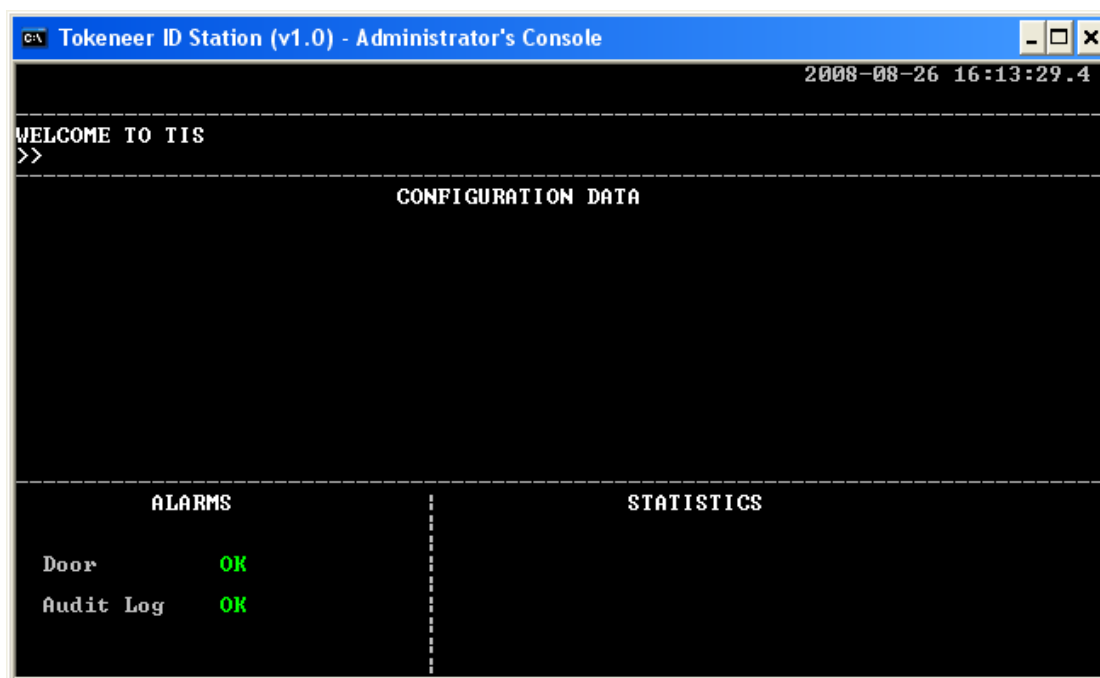 Tokeneer ID Station (v1.0) - Administrator's Console
2008-08-26 16:13:29.4
WELCOME TO TIS
>>
CONFIGURATION DATA
ALARMS
STATISTICS
Door OK
Audit Log OK